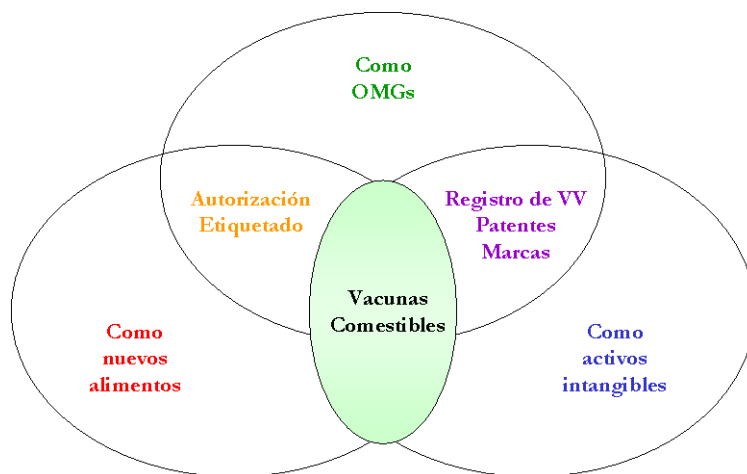 Como
OMGs
Autorización
Etiquetado
Registro de VV
Patentes
Marcas
Vacunas
Comestibles
Como
nuevos
alimentos
Como
activos
intangibles